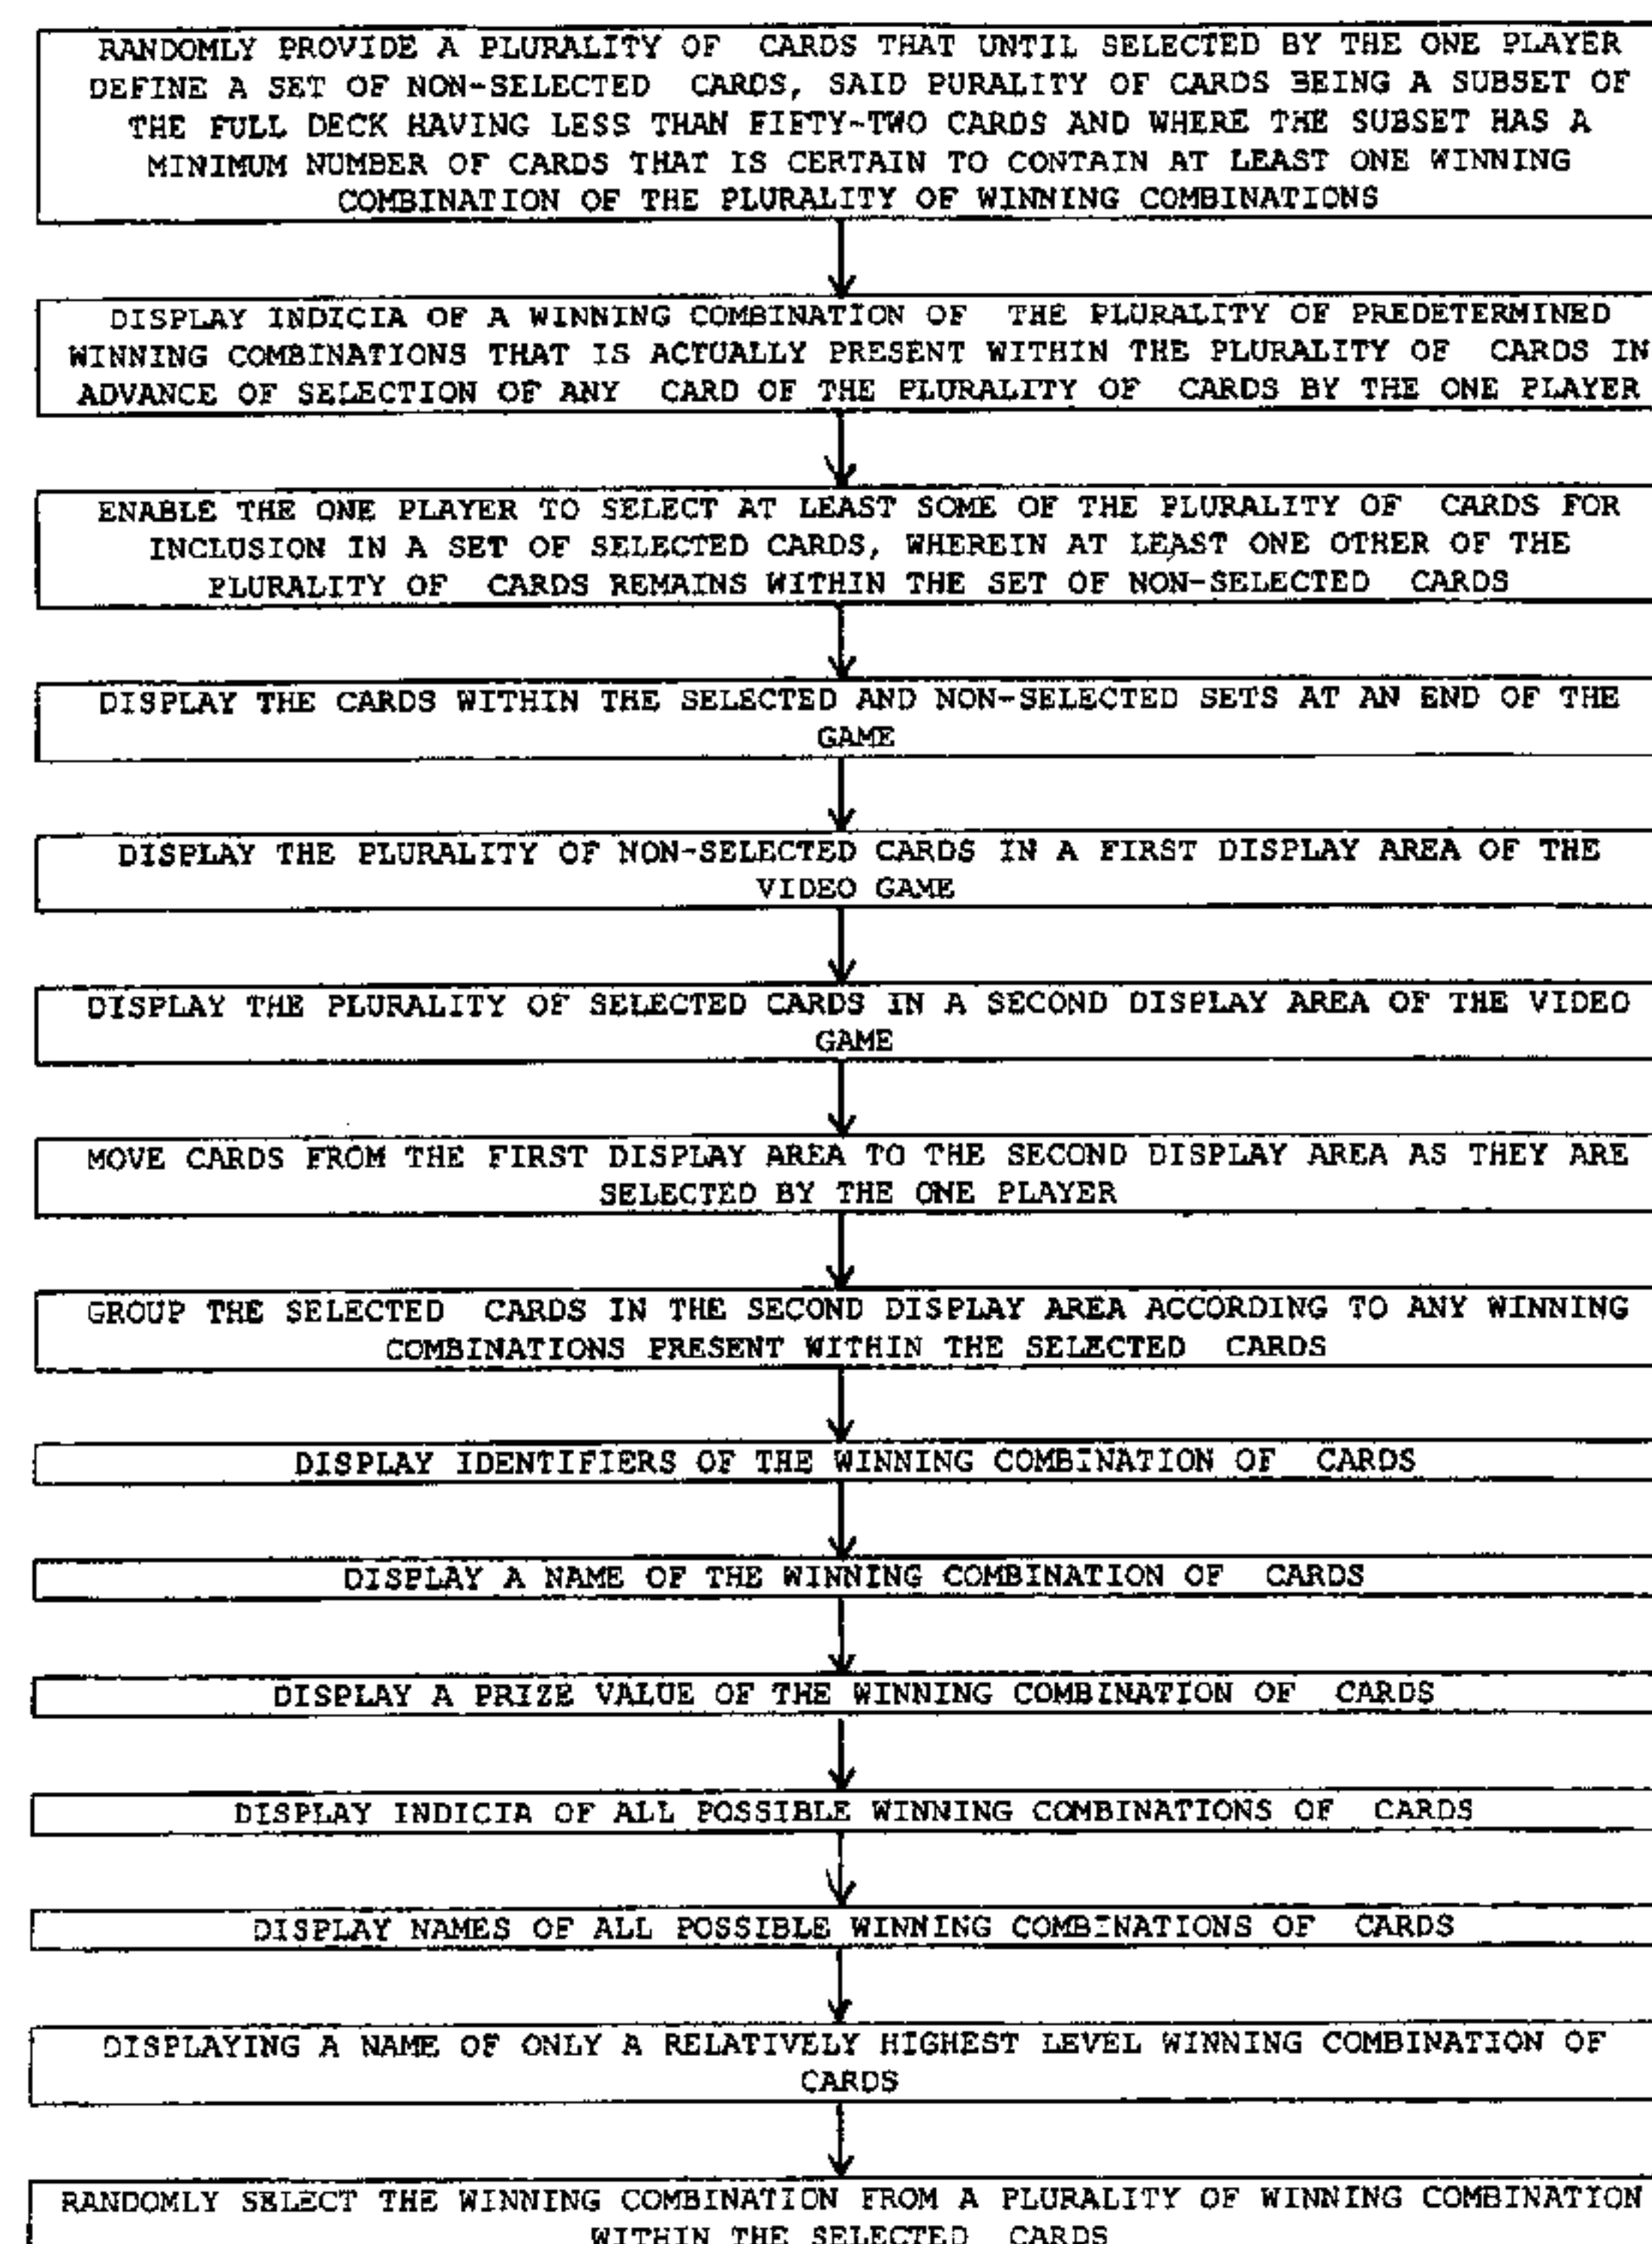 RANDOMLY PROVIDE A PLURALITY OF CARDS THAT UNTIL SELECTED BY THE ONE PLAYER
DEFINE A SET OF NON-SELECTED CARDS, SAID PURALITY OF CARDS BEING A SUBSET OF
THE FULL DECK HAVING LESS THAN FIFTY-TWO CARDS AND WHERE THE SUBSET HAS A
MINIMUM NUMBER OF CARDS THAT IS CERTAIN TO CONTAIN AT LEAST ONE WINNING
COMBINATION OF THE PLURALITY OF WINNING COMBINATIONS
DISPLAY INDICIA OF A WINNING COMBINATION OF THE PLURALITY OF PREDETERMINED
WINNING COMBINATIONS THAT IS ACTUALLY PRESENT WITHIN THE PLURALITY OF CARDS IN
ADVANCE OF SELECTION OF ANY CARD OF THE PLURALITY OF CARDS BY THE ONE PLAYER
ENABLE THE ONE PLAYER TO SELECT AT LEAST SOME OF THE PLURALITY OF CARDS FOR
INCLUSION IN A SET OF SELECTED CARDS, WHEREIN AT LEAST ONE OTHER OF THE
PLURALITY OF CARDS REMAINS WITHIN THE SET OF NON-SELECTED CARDS
DISPLAY THE CARDS WITHIN THE SELECTED AND NON-SELECTED SETS AT AN END OF THE
GAME
DISPLAY THE PLURALITY OF NON-SELECTED CARDS IN A FIRST DISPLAY AREA OF THE
VIDEO GAME
DISPLAY THE PLURALITY OF SELECTED CARDS IN A SECOND DISPLAY AREA OF THE VIDEO
GAME
MOVE CARDS FROM THE FIRST DISPLAY AREA TO THE SECOND DISPLAY AREA AS THEY ARE
SELECTED BY THE ONE PLAYER
GROUP THE SELECTED CARDS IN THE SECOND DISPLAY AREA ACCORDING TO ANY WINNING
COMBINATIONS PRESENT WITHIN THE SELECTED CARDS
DISPLAY IDENTIFIERS OF THE WINNING COMBINATION OF CARDS
DISPLAY A NAME OF THE WINNING COMBINATION OF CARDS
DISPLAY A PRIZE VALUE OF THE WINNING COMBINATION OF CARDS
DISPLAY INDICIA OF ALL POSSIBLE WINNING COMBINATIONS OF CARDS
DISPLAY NAMES OF ALL POSSIBLE WINNING COMBINATIONS OF CARDS
DISPLAYING A NAME OF ONLY A RELATIVELY HIGHEST LEVEL WINNING COMBINATION OF
CARDS
RANDOMLY SELECT THE WINNING COMBINATION FROM A PLURALITY OF WINNING COMBINATION
WITHIN THE SELECTED CARDS